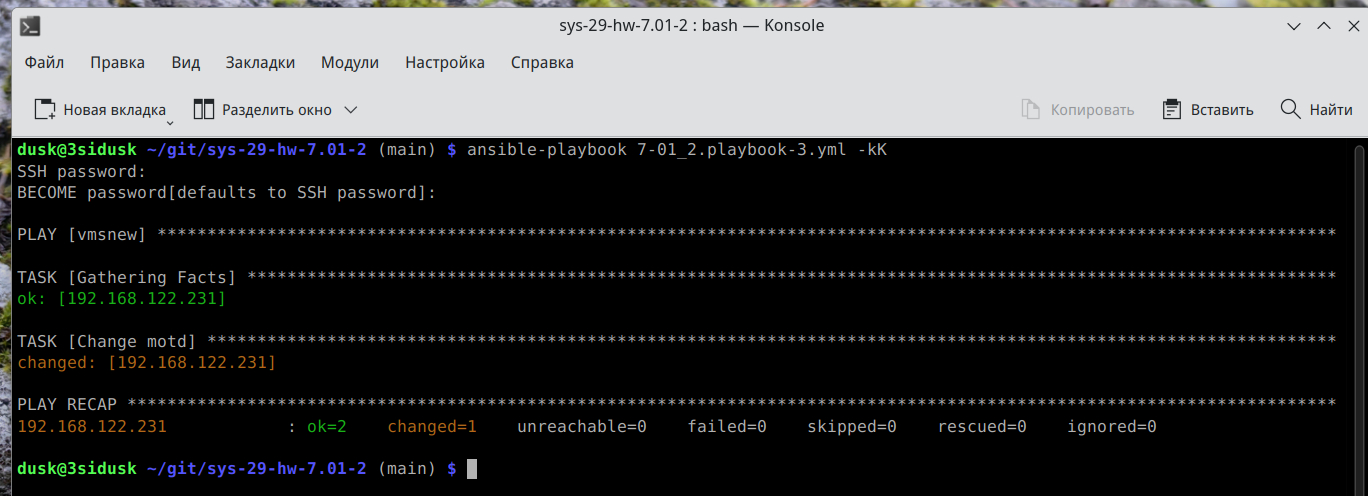 sys-29-hw-7.01-2 : bash — Konsole
Файл Правка Вид Закладки Модули Настройка Справка
Новая вкладка Разделить окно Копировать Вставить Найти
dusk@3sidusk ~/git/sys-29-hw-7.01-2 (main) $ ansible-playbook 7-01_2.playbook-3.yml -kK
SSH password:
BECOME password[defaults to SSH password]:
PLAY [vmsnew] **********************************************************************************************************************
TASK [Gathering Facts] *************************************************************************************************************
ok: [192.168.122.231]
TASK [Change motd] *****************************************************************************************************************
changed: [192.168.122.231]
PLAY RECAP *************************************************************************************************************************
192.168.122.231            : ok=2    changed=1    unreachable=0    failed=0    skipped=0    rescued=0    ignored=0
dusk@3sidusk ~/git/sys-29-hw-7.01-2 (main) $